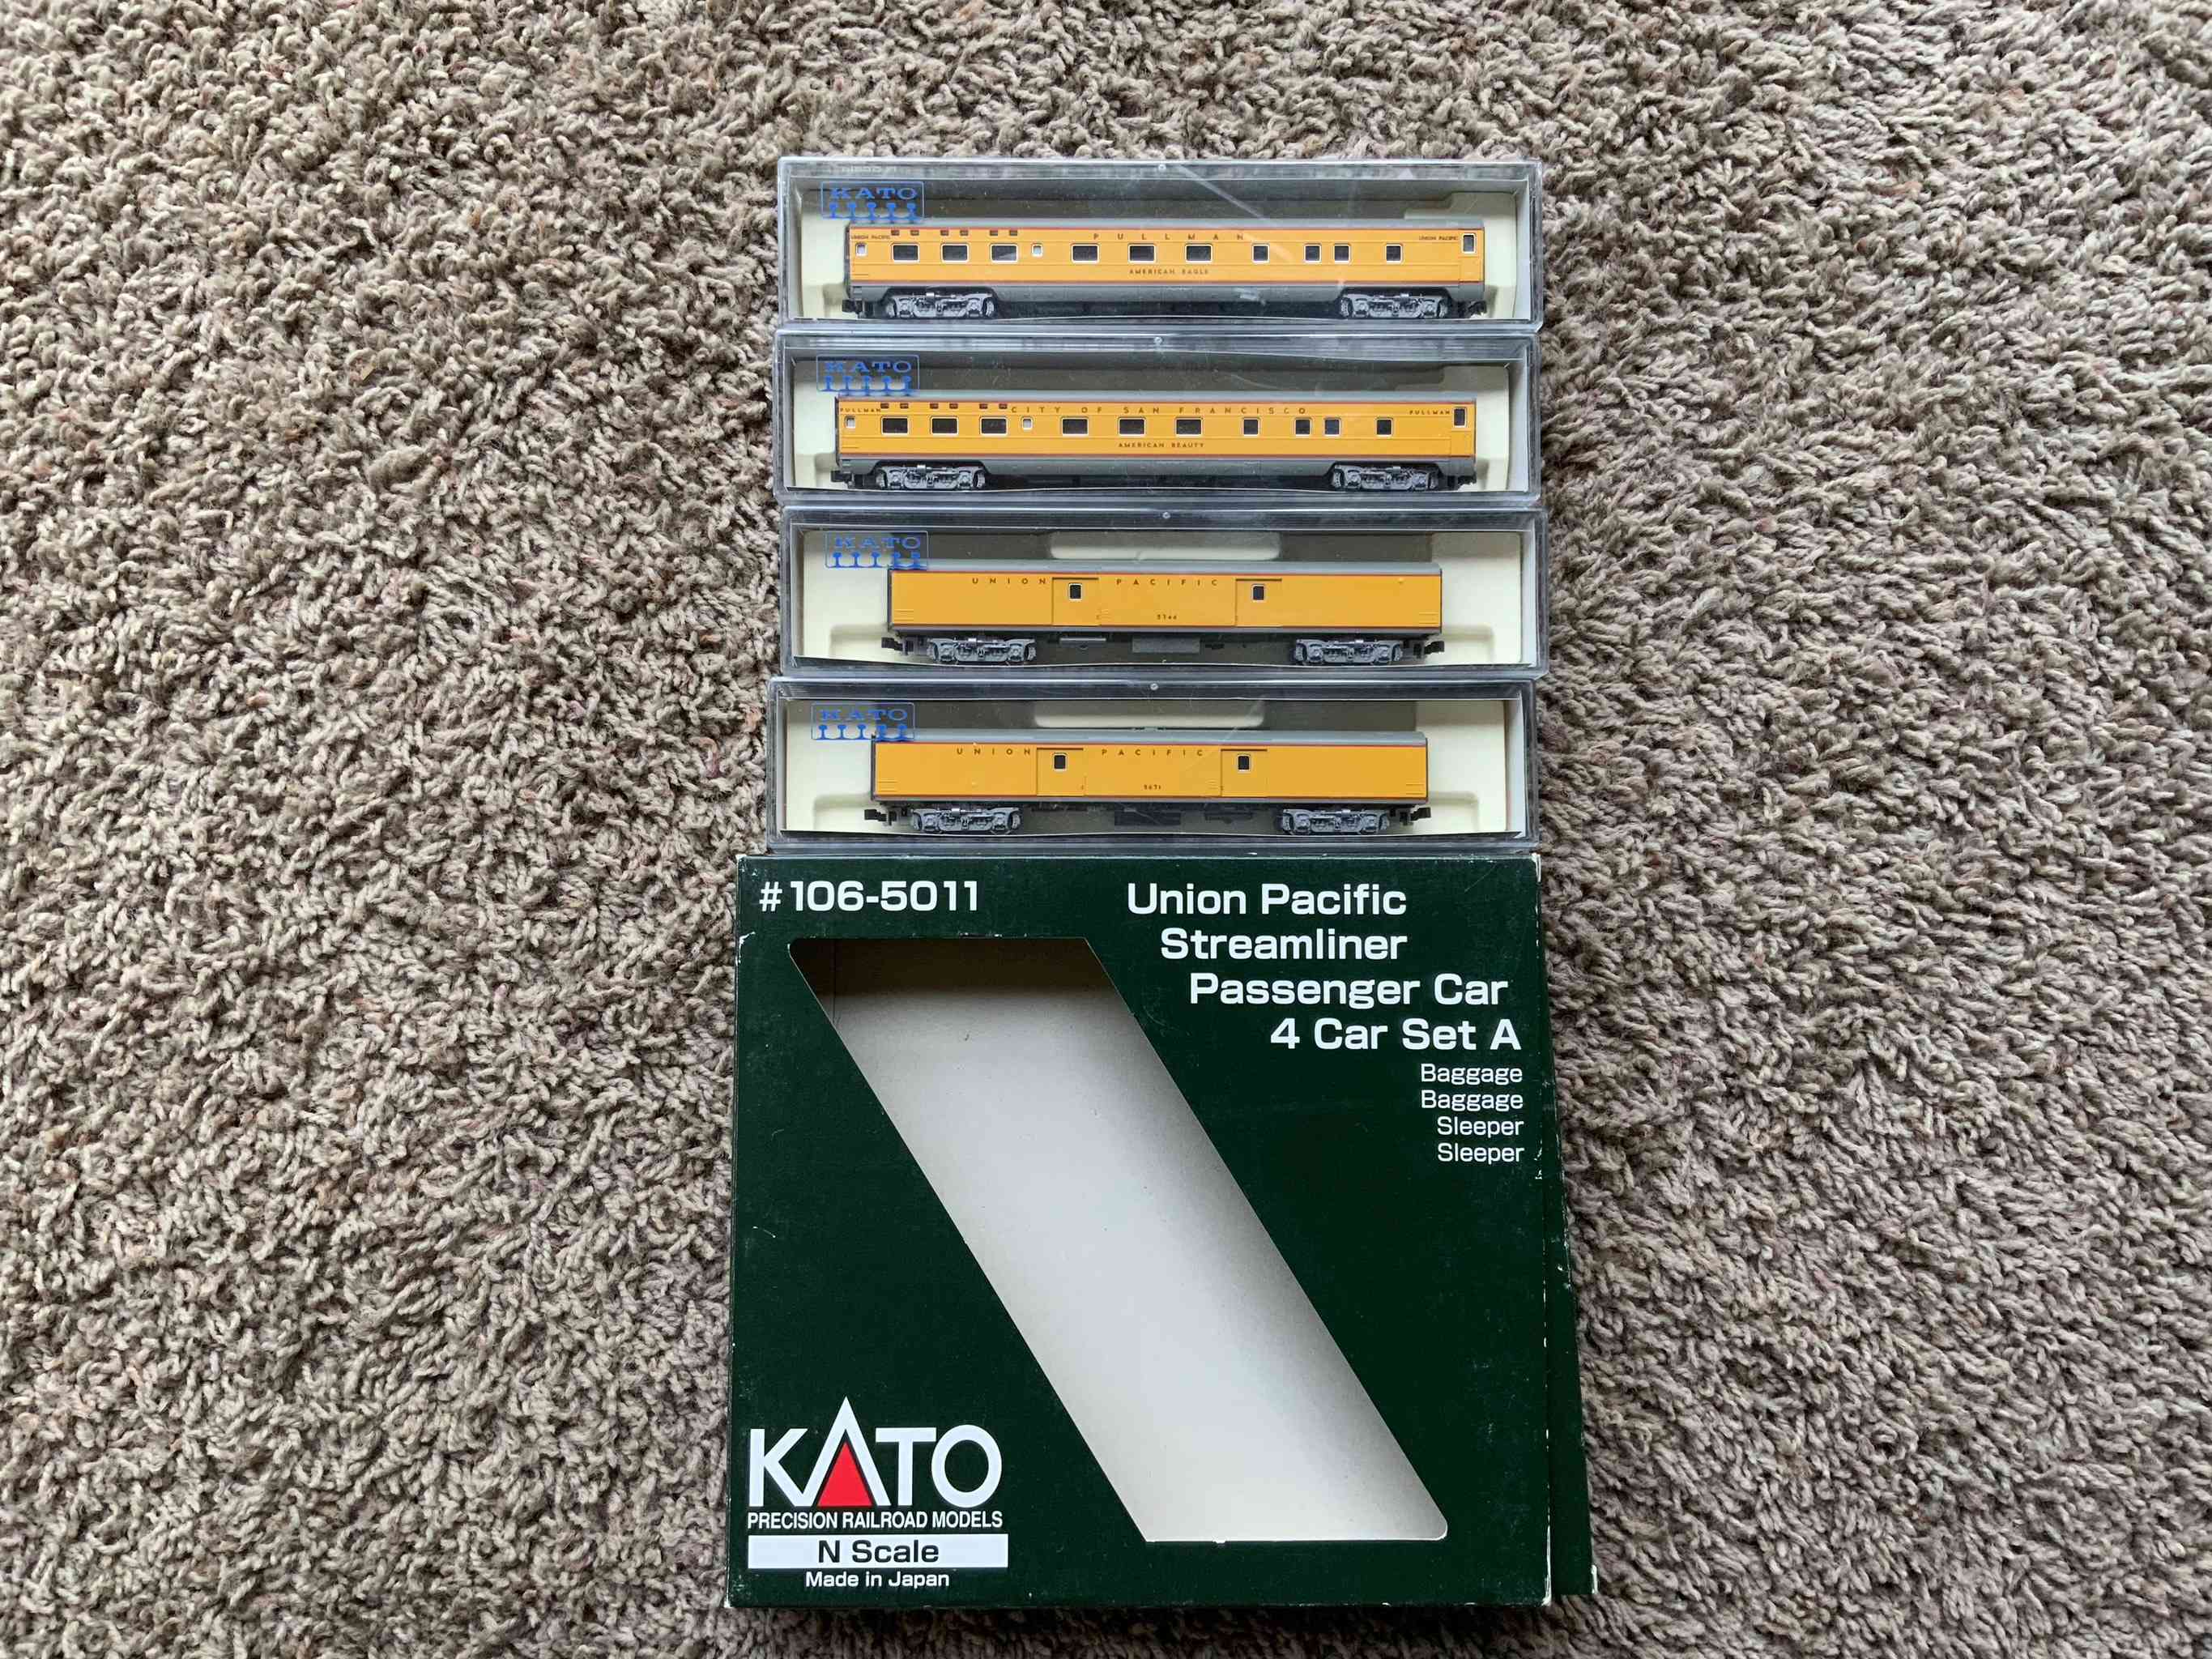 KATO
UNION PACIFIC PULLMAN UNION PACIFIC
AMERICAN EAGLE
KATO
PULLMAN CITY OF SAN FRANCISCO PULLMAN
AMERICAN BEAUTY
KATO
UNION PACIFIC
KATO
UNION PACIFIC
#106-5011
Union Pacific
Streamliner
Passenger Car
4 Car Set A
Baggage
Baggage
Sleeper
Sleeper
KATO
PRECISION RAILROAD MODELS
N Scale
Made in Japan